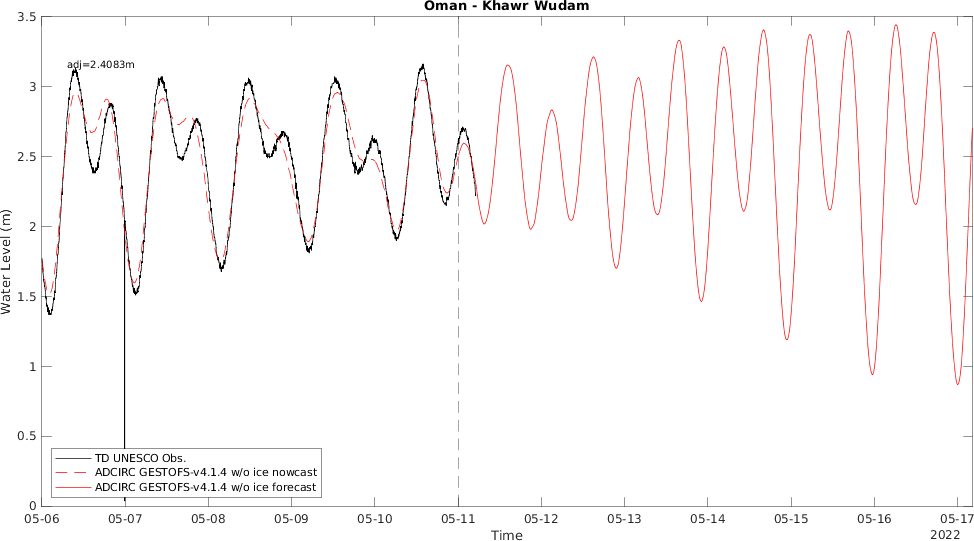 Oman - Khawr Wudam
adj=2.4083m
3.5
3
2.5
2
1.5
1
0.5
0
Water Level (m)
TD UNESCO Obs.
ADCIRC GESTOFS-v4.1.4 w/o ice nowcast
ADCIRC GESTOFS-v4.1.4 w/o ice forecast
05-06 05-07 05-08 05-09 05-10 05-11 05-12 05-13 05-14 05-15 05-16 05-17
Time
2022